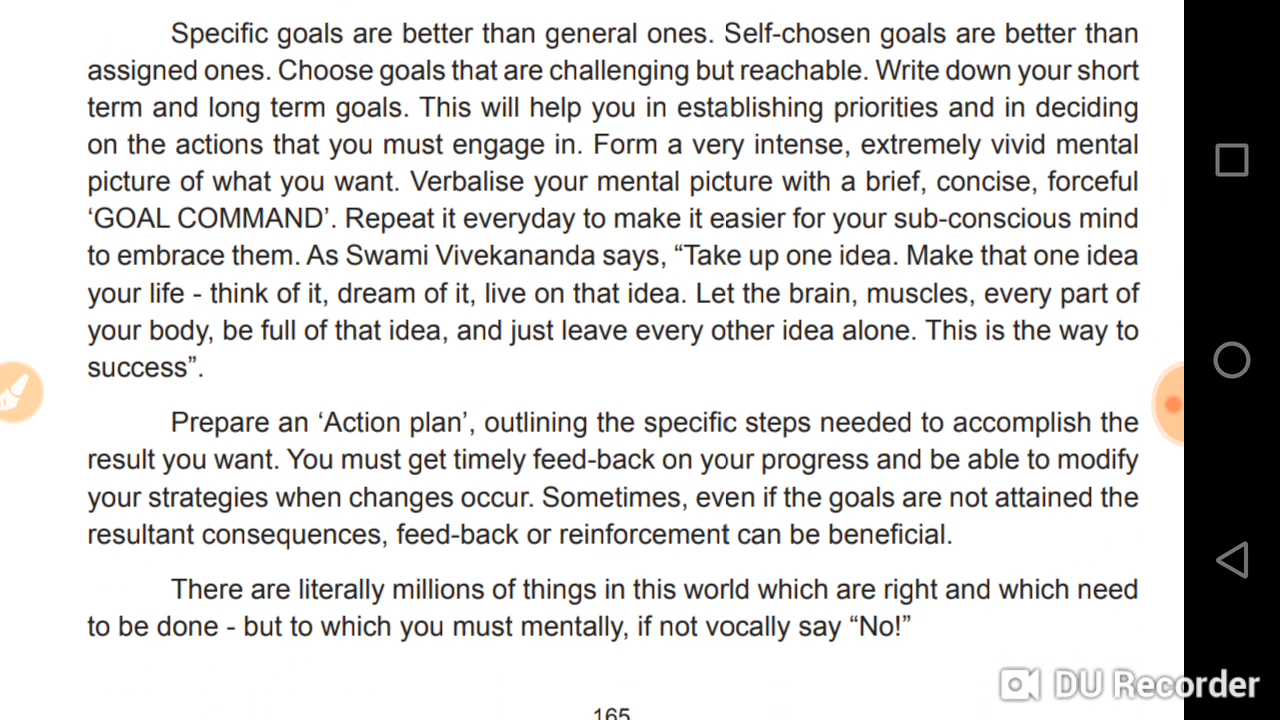 Specific goals are better than general ones. Self-chosen goals are better than
assigned ones. Choose goals that are challenging but reachable. Write down your short
term and long term goals. This will help you in establishing priorities and in deciding
on the actions that you must engage in. Form a very intense, extremely vivid mental
picture of what you want. Verbalise your mental picture with a brief, concise, forceful
‘GOAL COMMAND’. Repeat it everyday to make it easier for your sub-conscious mind
to embrace them. As Swami Vivekananda says, “Take up one idea. Make that one idea
your life - think of it, dream of it, live on that idea. Let the brain, muscles, every part of
your body, be full of that idea, and just leave every other idea alone. This is the way to
success”.
Prepare an ‘Action plan’, outlining the specific steps needed to accomplish the
result you want. You must get timely feed-back on your progress and be able to modify
your strategies when changes occur. Sometimes, even if the goals are not attained the
resultant consequences, feed-back or reinforcement can be beneficial.
There are literally millions of things in this world which are right and which need
to be done - but to which you must mentally, if not vocally say “No!”
DU Recorder
165